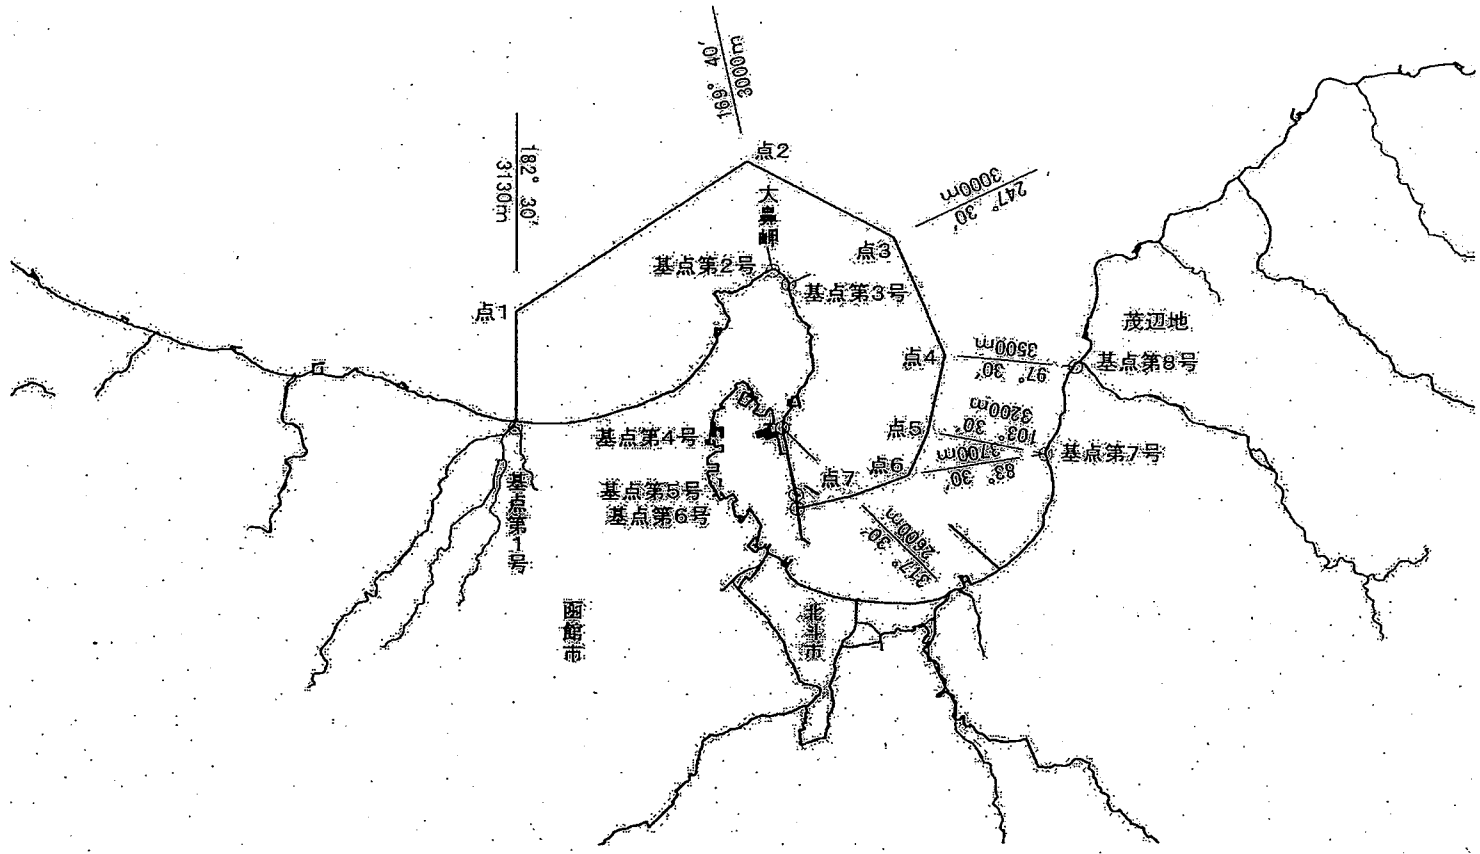 169° 40′
3000m
点2
182° 30′
3130m
大鼻岬
247° 30′
3000m
点3
基点第2号
基点第3号
点1
茂辺地
点4
97° 30′
3500m
基点第8号
103° 30′
3200m
基点第4号
点5
83° 30′
3700m
基点第7号
点6
点7
基点第5号
基点第6号
基点第1号
317° 30′
函館市
北斗市